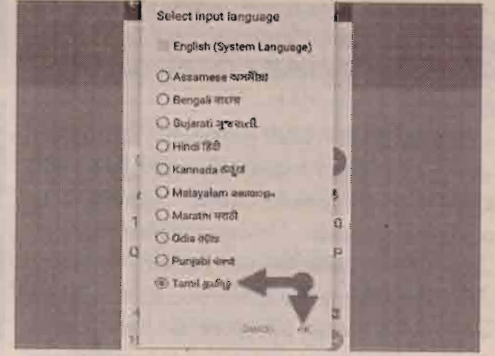 Select input language
English (System Language)
Assamese অসমীয়া
Bengali বাংলা
Gujarati ગુજરાતી
Hindi हिंदी
Kannada ಕನ್ನಡ
Malayalam മലയാളം
Marathi मराठी
Odia ଓଡ଼ିଆ
Punjabi ਪੰਜਾਬੀ
Tamil தமிழ்
CANCEL OK